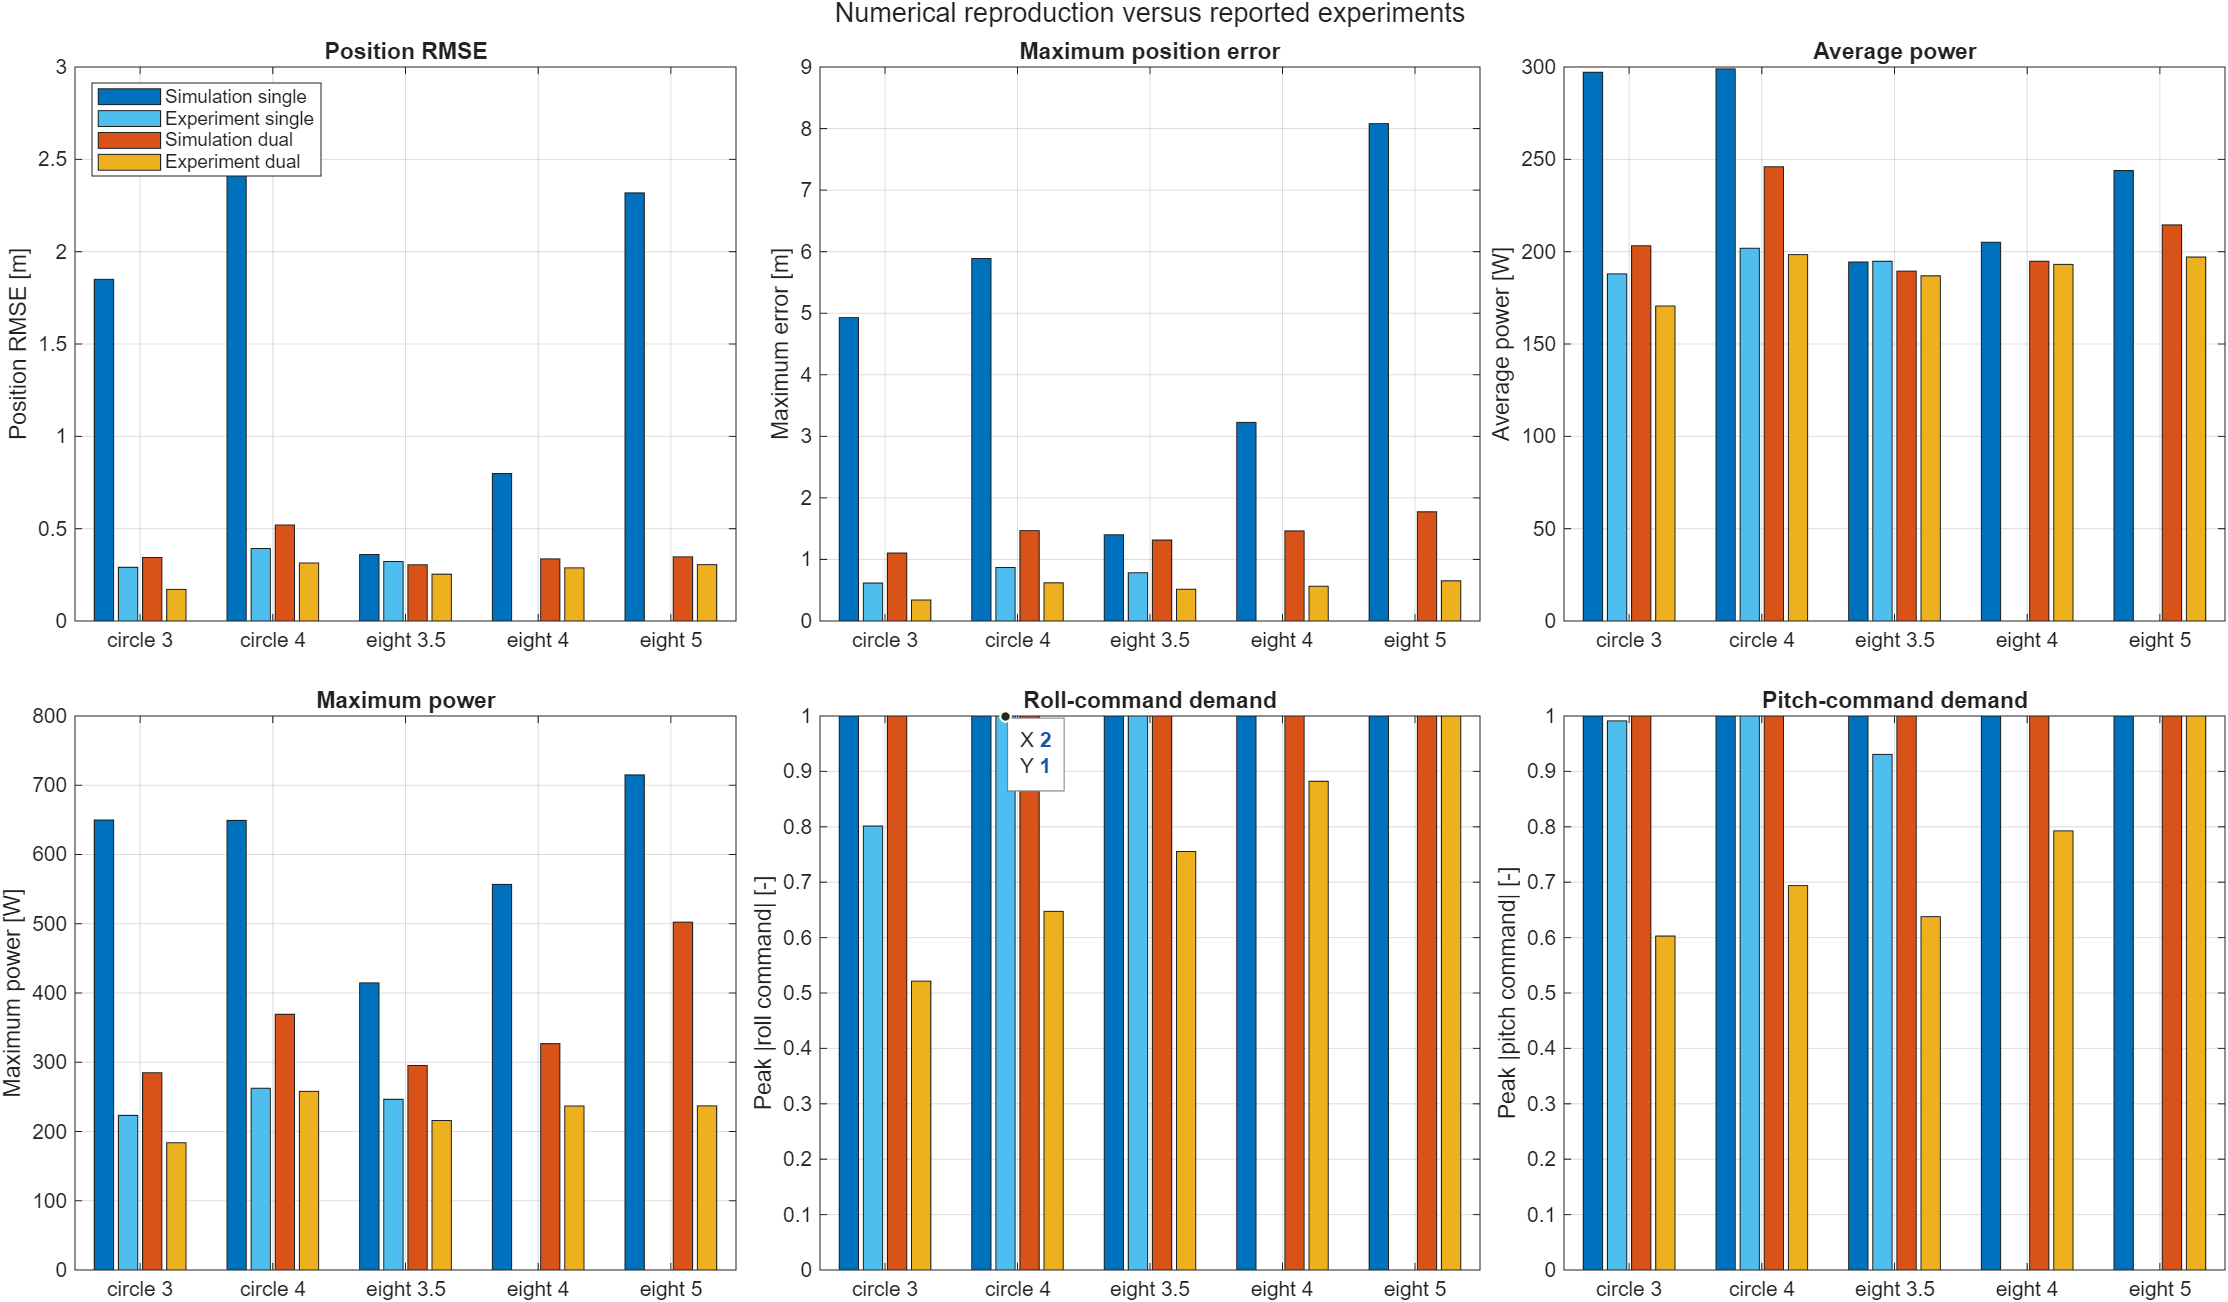 Numerical reproduction versus reported experiments
Position RMSE
3
2.5
2
1.5
1
0.5
0
Position RMSE [m]
Simulation single
Experiment single
Simulation dual
Experiment dual
circle 3
circle 4
eight 3.5
eight 4
eight 5
Maximum position error
9
8
7
6
5
4
3
2
1
0
Maximum error [m]
circle 3
circle 4
eight 3.5
eight 4
eight 5
Average power
300
250
200
150
100
50
0
Average power [W]
circle 3
circle 4
eight 3.5
eight 4
eight 5
Maximum power
800
700
600
500
400
300
200
100
0
Maximum power [W]
circle 3
circle 4
eight 3.5
eight 4
eight 5
Roll-command demand
1
0.9
0.8
0.7
0.6
0.5
0.4
0.3
0.2
0.1
0
Peak |roll command| [-]
X 2
Y 1
circle 3
circle 4
eight 3.5
eight 4
eight 5
Pitch-command demand
1
0.9
0.8
0.7
0.6
0.5
0.4
0.3
0.2
0.1
0
Peak |pitch command| [-]
circle 3
circle 4
eight 3.5
eight 4
eight 5